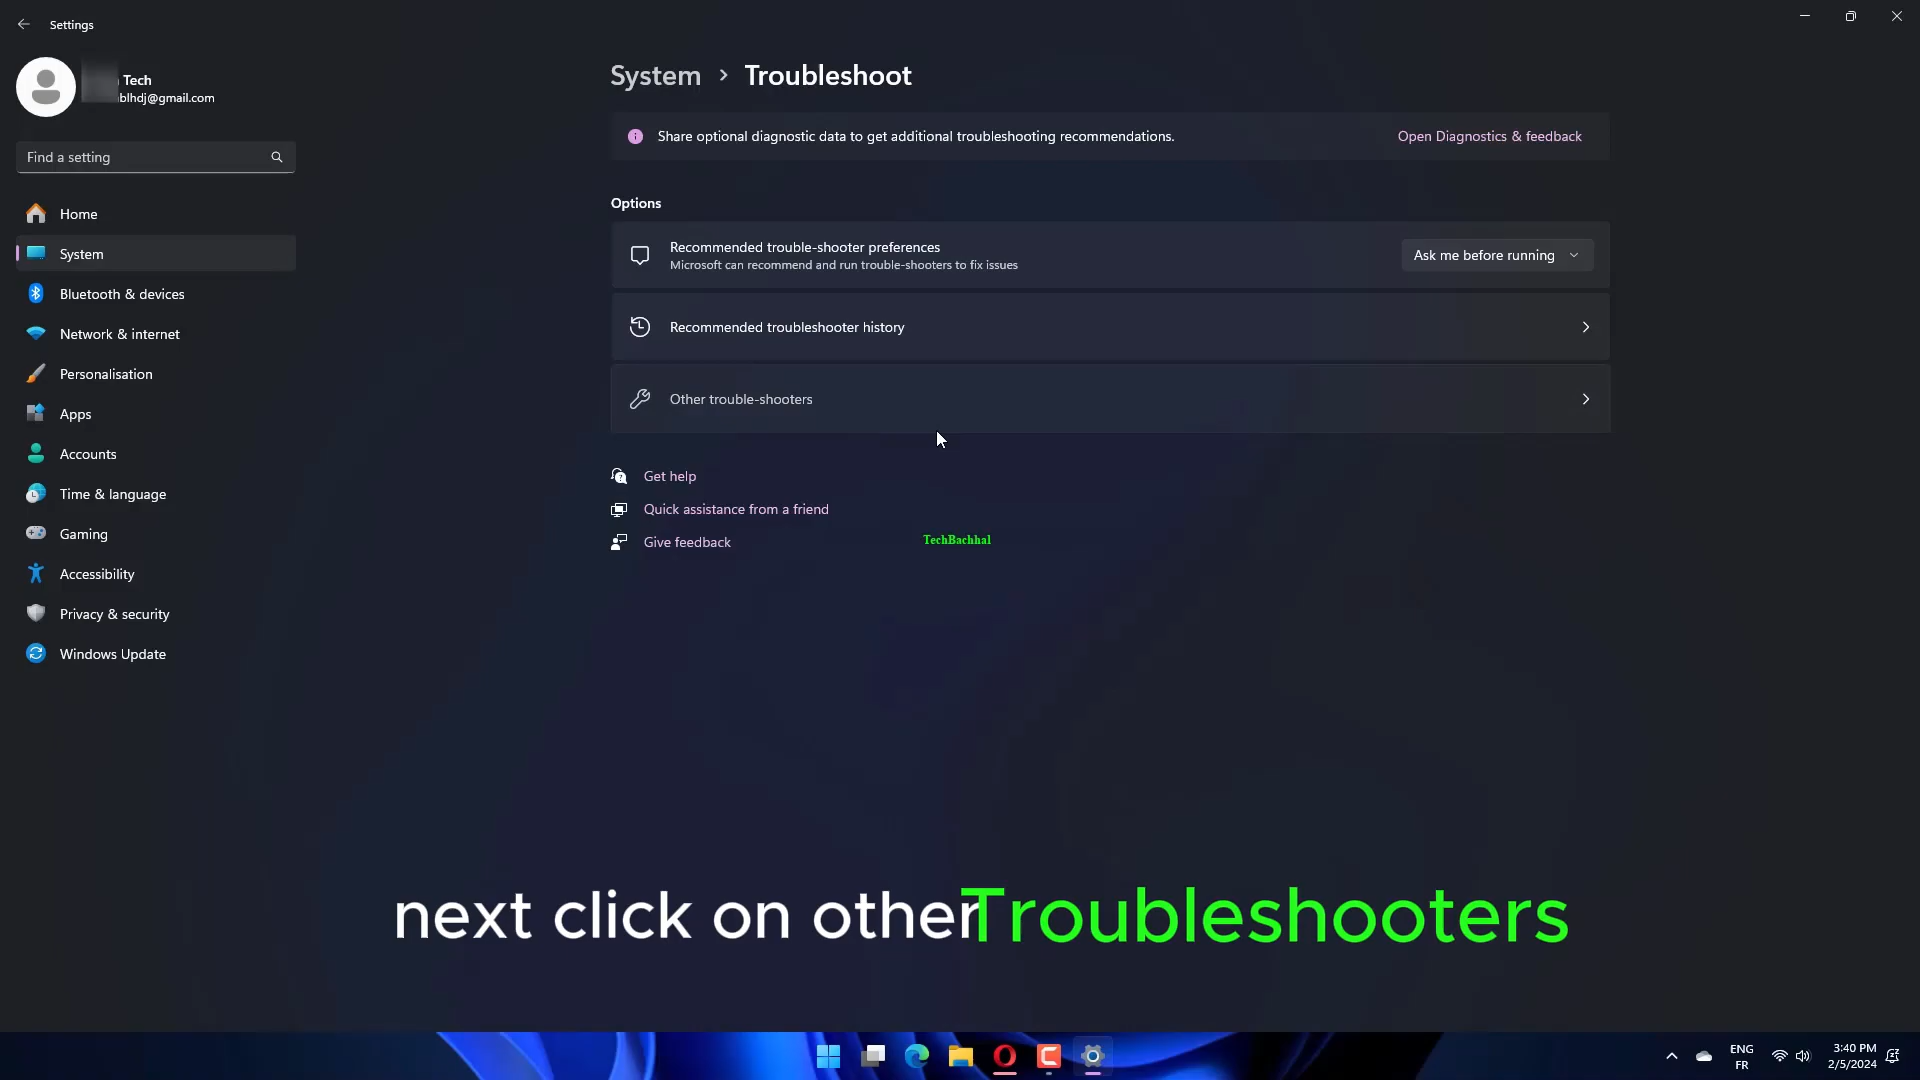 Settings
Tech
blhdj@gmail.com
Find a setting
Home
System
Bluetooth & devices
Network & internet
Personalisation
Apps
Accounts
Time & language
Gaming
Accessibility
Privacy & security
Windows Update
System > Troubleshoot
Share optional diagnostic data to get additional troubleshooting recommendations.
Open Diagnostics & feedback
Options
Recommended trouble-shooter preferences
Microsoft can recommend and run trouble-shooters to fix issues
Ask me before running
Recommended troubleshooter history
Other trouble-shooters
Get help
Quick assistance from a friend
Give feedback
TechBachhal
next click on other Troubleshooters
ENG
FR
3:40 PM
2/5/2024